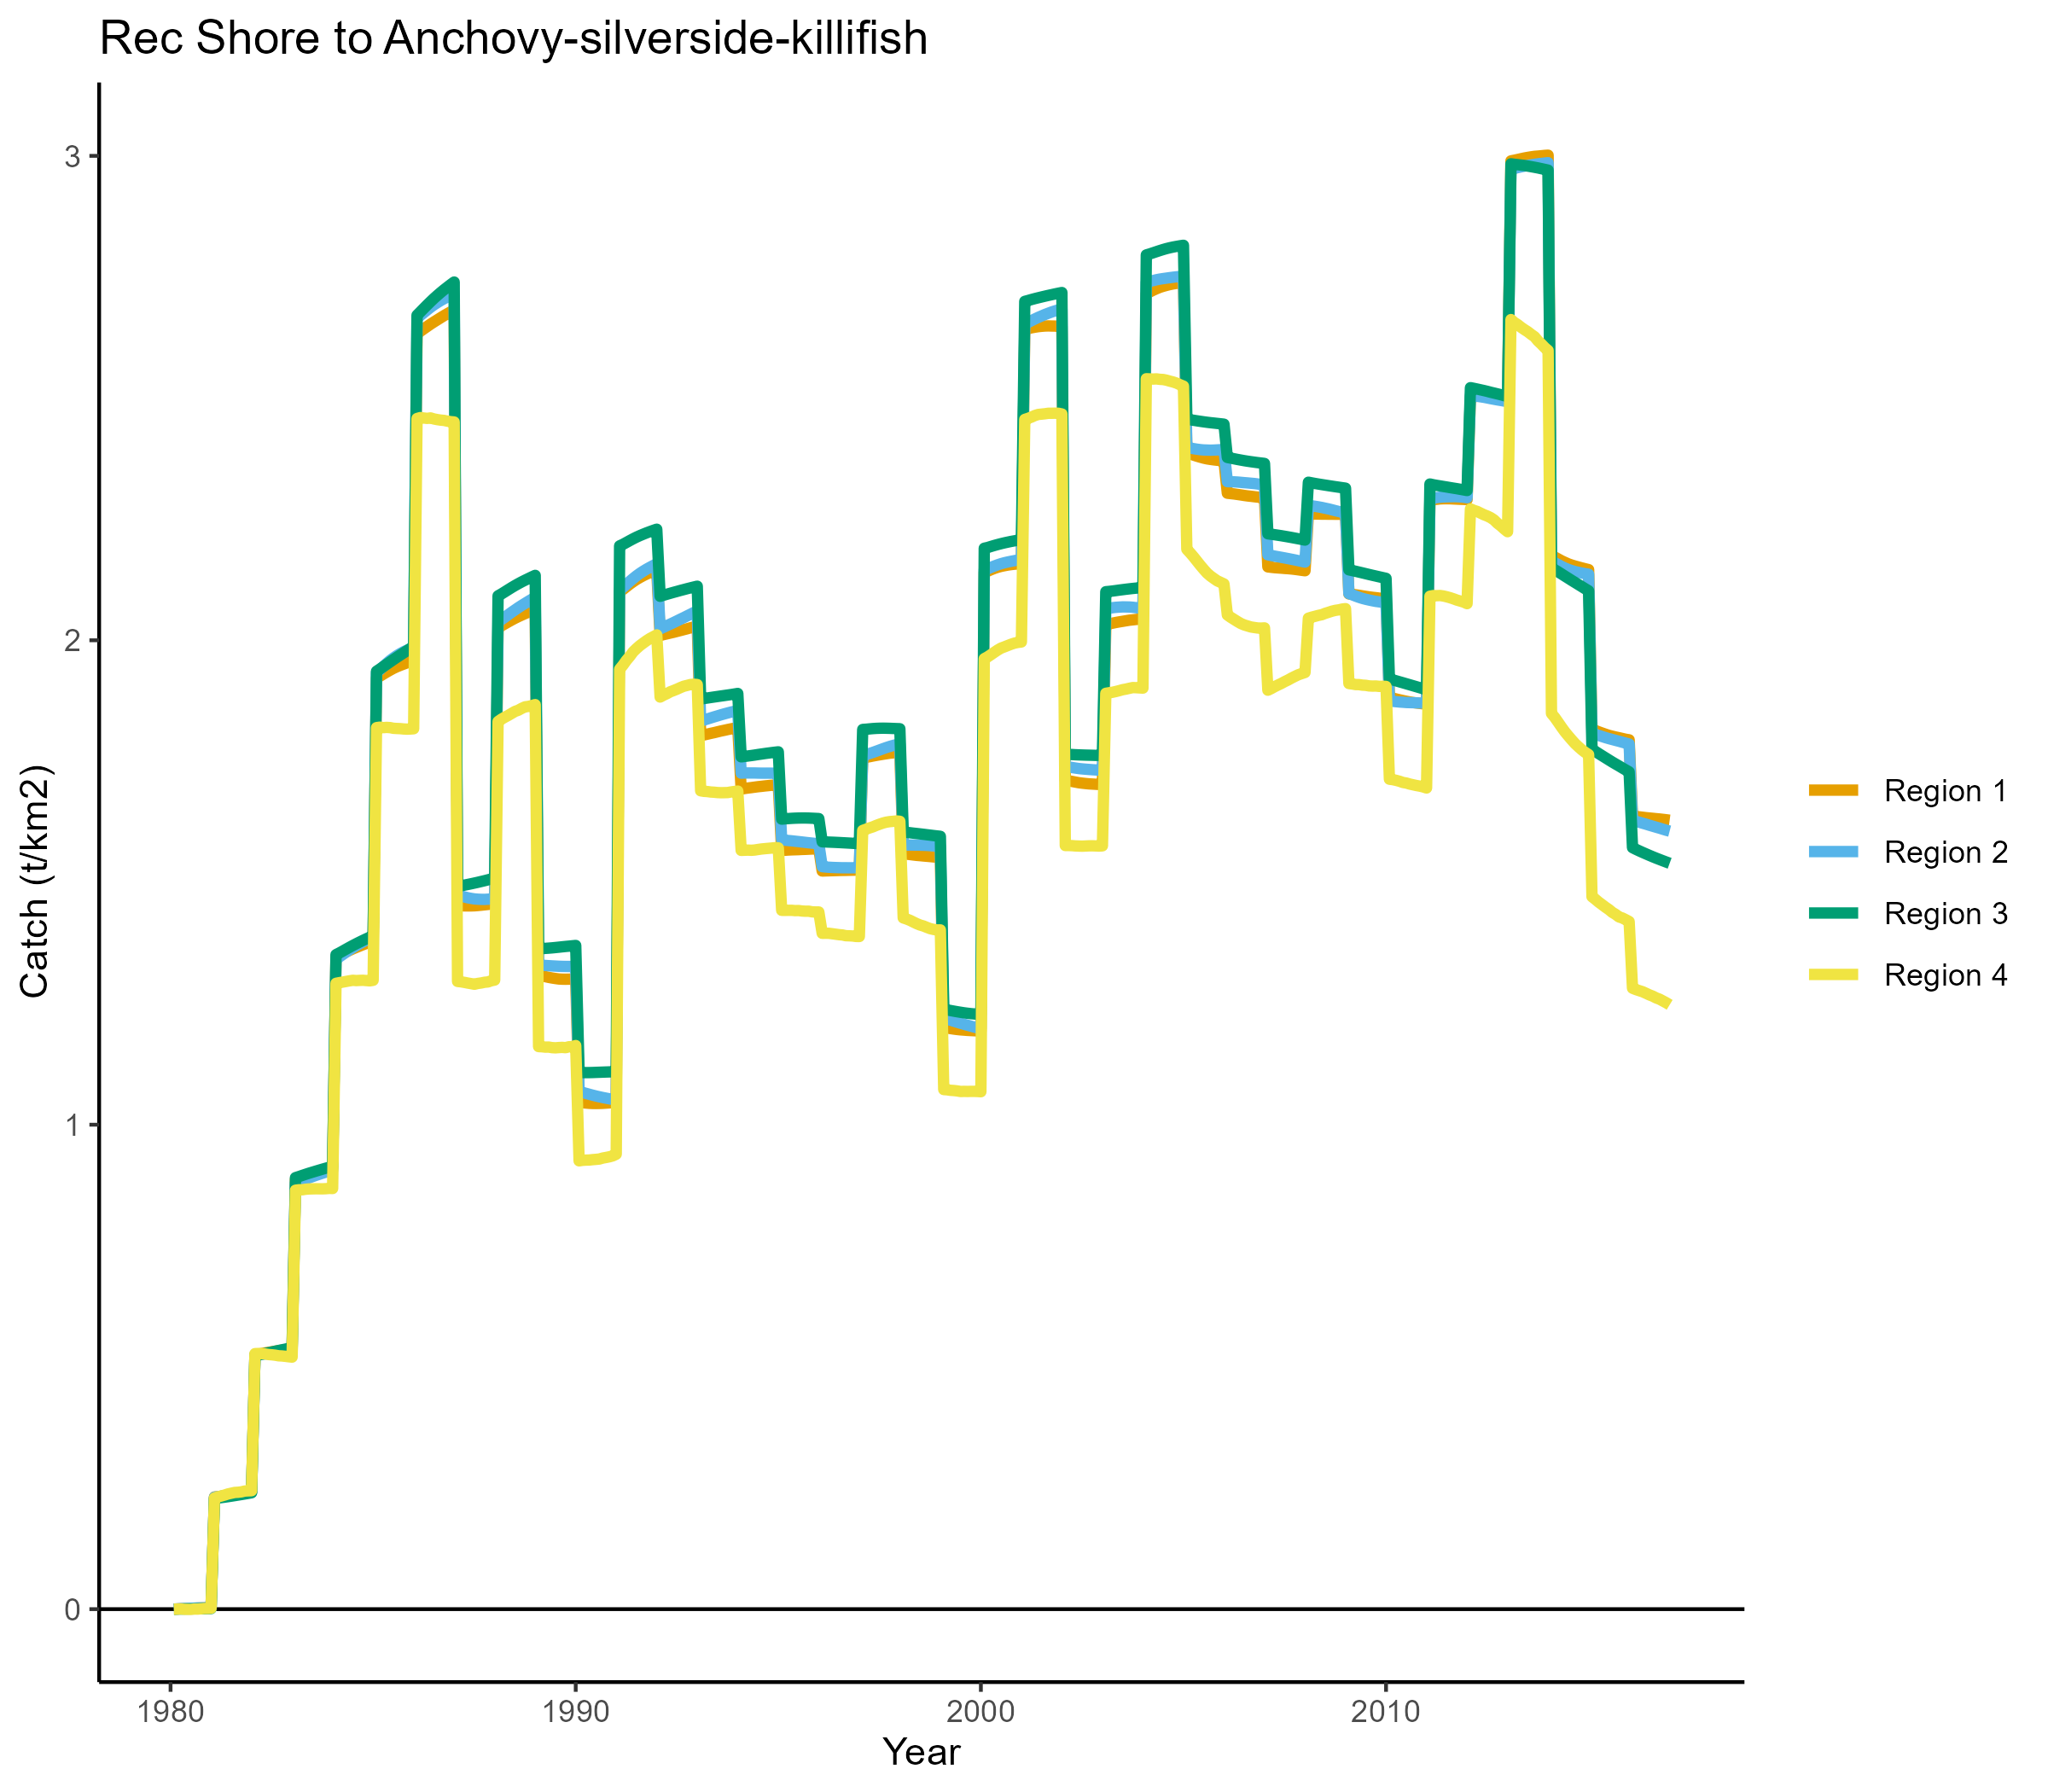 Rec Shore to Anchovy-silverside-killifish
3
2
1
0
Catch (t/km2)
1980
1990
2000
2010
Year
Region 1
Region 2
Region 3
Region 4